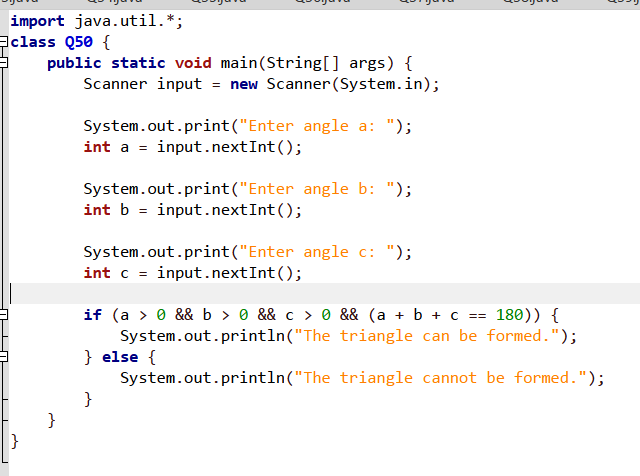 import java.util.*;
class Q50 {
    public static void main(String[] args) {
        Scanner input = new Scanner(System.in);

        System.out.print("Enter angle a: ");
        int a = input.nextInt();

        System.out.print("Enter angle b: ");
        int b = input.nextInt();

        System.out.print("Enter angle c: ");
        int c = input.nextInt();

        if (a > 0 && b > 0 && c > 0 && (a + b + c == 180)) {
            System.out.println("The triangle can be formed.");
        } else {
            System.out.println("The triangle cannot be formed.");
        }
    }
}